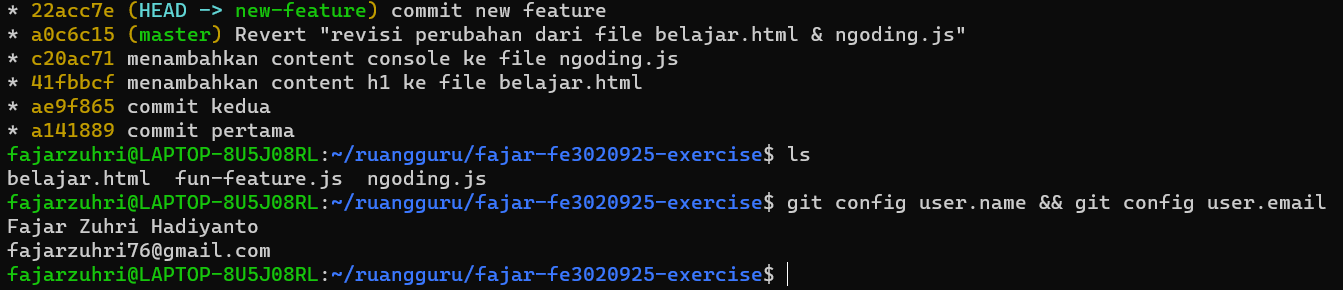 * 22acc7e (HEAD -> new-feature) commit new feature
* a0c6c15 (master) Revert "revisi perubahan dari file belajar.html & ngoding.js"
* c20ac71 menambahkan content console ke file ngoding.js
* 41fbbcf menambahkan content h1 ke file belajar.html
* ae9f865 commit kedua
* a141889 commit pertama
fajarzuhri@LAPTOP-8U5J08RL:~/ruangguru/fajar-fe3020925-exercise$ ls
belajar.html  fun-feature.js  ngoding.js
fajarzuhri@LAPTOP-8U5J08RL:~/ruangguru/fajar-fe3020925-exercise$ git config user.name && git config user.email
Fajar Zuhri Hadiyanto
fajarzuhri76@gmail.com
fajarzuhri@LAPTOP-8U5J08RL:~/ruangguru/fajar-fe3020925-exercise$